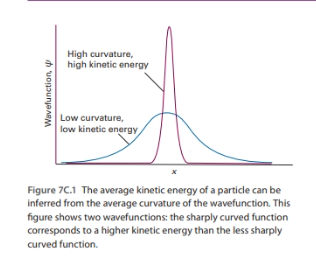 High curvature,
high kinetic energy
Wavefunction, ψ
Low curvature,
low kinetic energy
x
Figure 7C.1 The average kinetic energy of a particle can be
inferred from the average curvature of the wavefunction. This
figure shows two wavefunctions: the sharply curved function
corresponds to a higher kinetic energy than the less sharply
curved function.